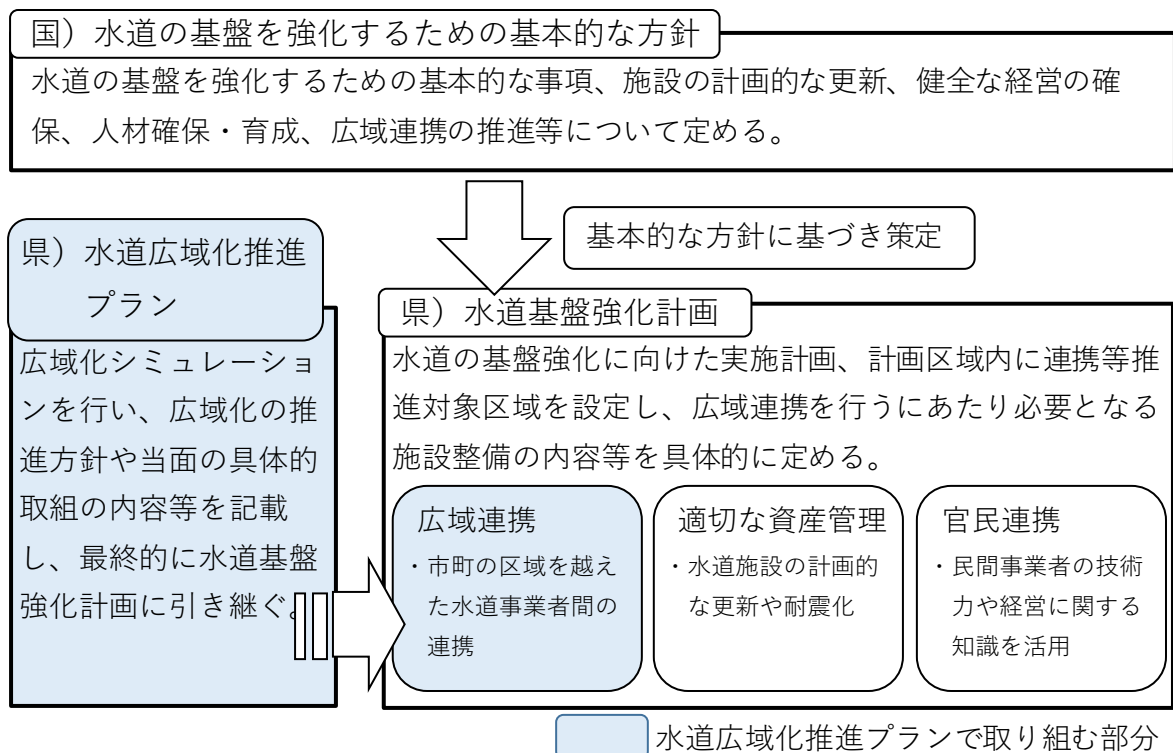 国）水道の基盤を強化するための基本的な方針
水道の基盤を強化するための基本的な事項、施設の計画的な更新、健全な経営の確
保、人材確保・育成、広域連携の推進等について定める。
基本的な方針に基づき策定
県）水道広域化推進
プラン
広域化シミュレーショ
ンを行い、広域化の推
進方針や当面の具体的
取組の内容等を記載
し、最終的に水道基盤
強化計画に引き継ぐ。
県）水道基盤強化計画
水道の基盤強化に向けた実施計画、計画区域内に連携等推
進対象区域を設定し、広域連携を行うにあたり必要となる
施設整備の内容等を具体的に定める。
広域連携
・市町の区域を越え
た水道事業者間の
連携
適切な資産管理
・水道施設の計画的
な更新や耐震化
官民連携
・民間事業者の技術
力や経営に関する
知識を活用
水道広域化推進プランで取り組む部分